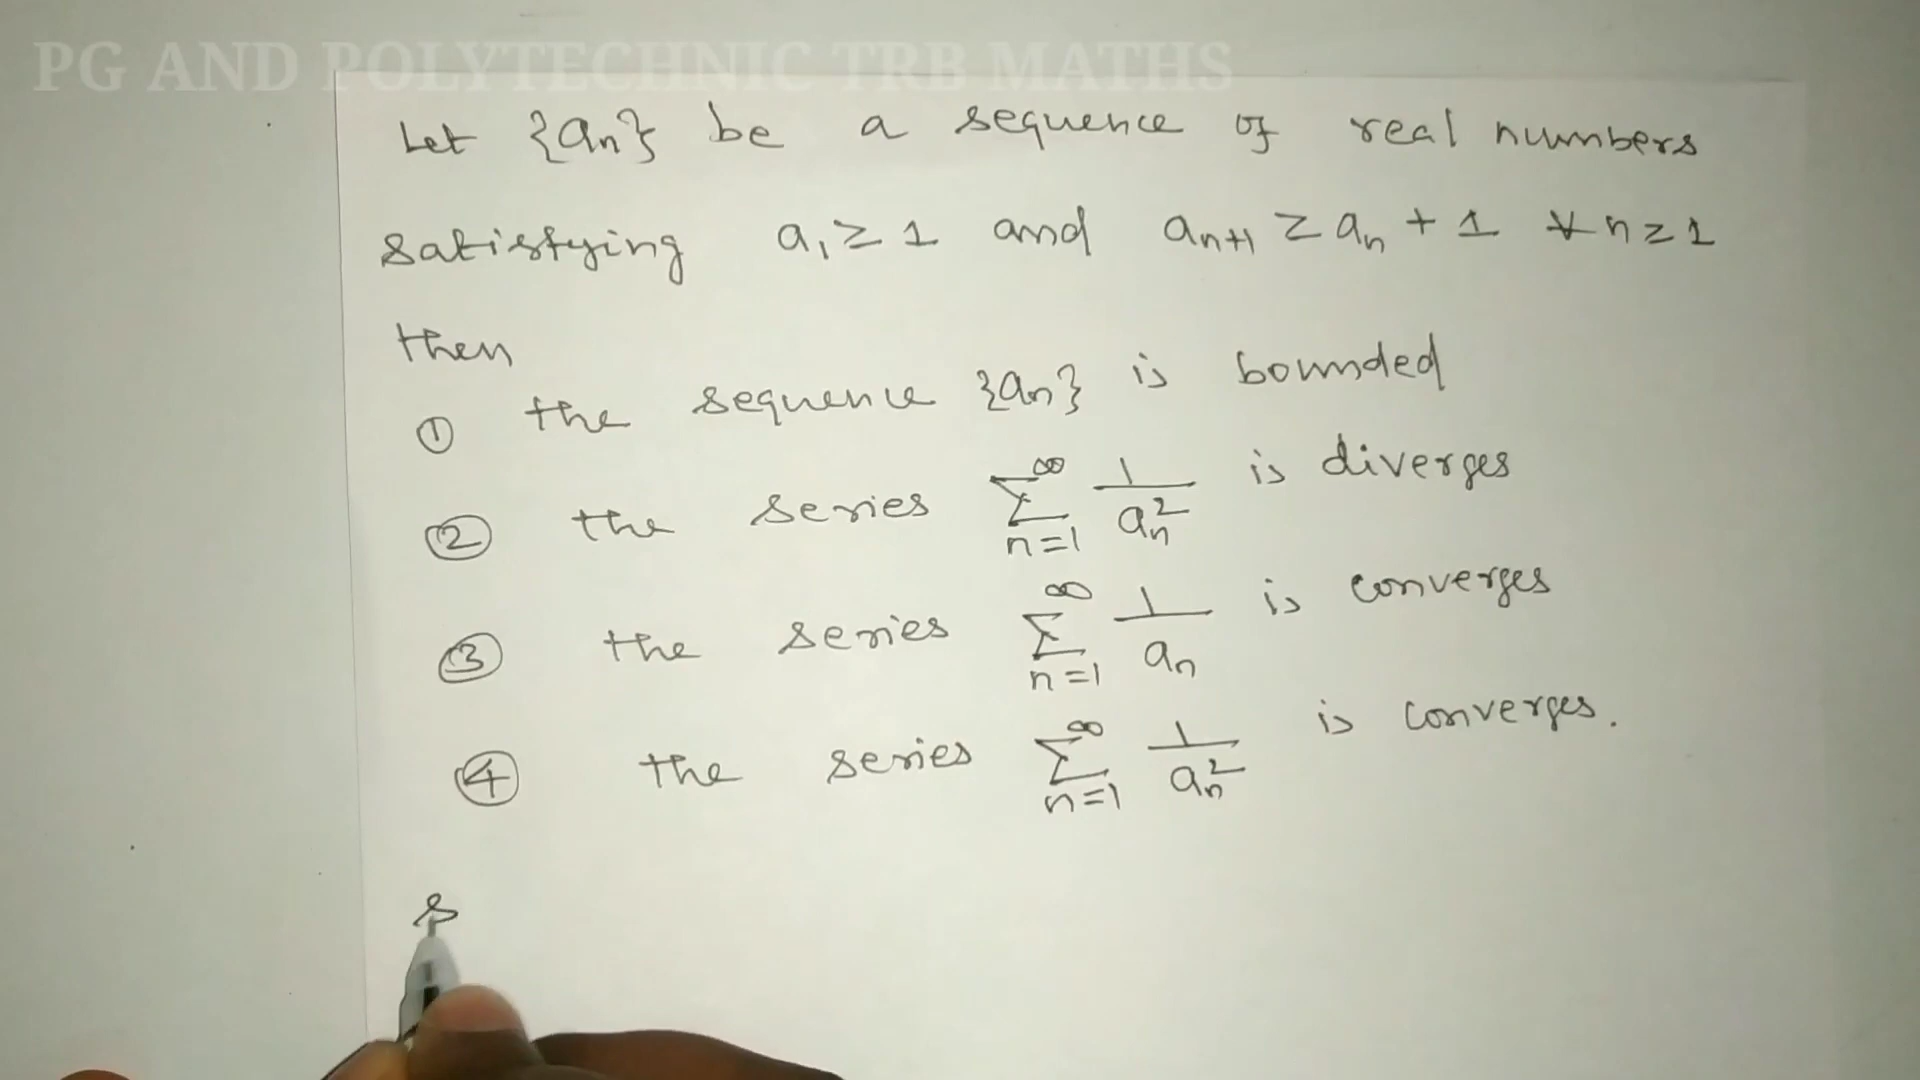 PG AND POLYTECHNIC TRB MATHS
Let {aₙ} be a sequence of real numbers
satisfying a₁ ≥ 1 and aₙ₊₁ ≥ aₙ + 1 ∀ n ≥ 1
then
① the sequence {aₙ} is bounded
② the series ∑_{n=1}^{∞} 1/aₙ² is diverges
③ the series ∑_{n=1}^{∞} 1/aₙ is converges
④ the series ∑_{n=1}^{∞} 1/aₙ² is converges.
s